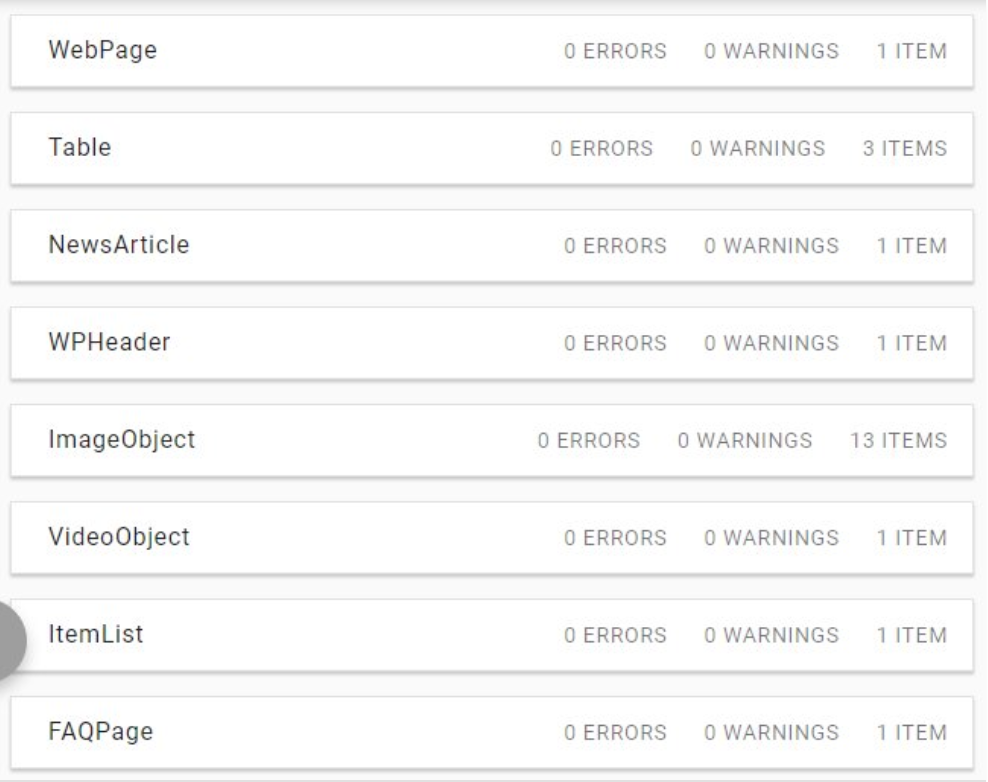 WebPage 0 ERRORS 0 WARNINGS 1 ITEM
Table 0 ERRORS 0 WARNINGS 3 ITEMS
NewsArticle 0 ERRORS 0 WARNINGS 1 ITEM
WPHeader 0 ERRORS 0 WARNINGS 1 ITEM
ImageObject 0 ERRORS 0 WARNINGS 13 ITEMS
VideoObject 0 ERRORS 0 WARNINGS 1 ITEM
ItemList 0 ERRORS 0 WARNINGS 1 ITEM
FAQPage 0 ERRORS 0 WARNINGS 1 ITEM